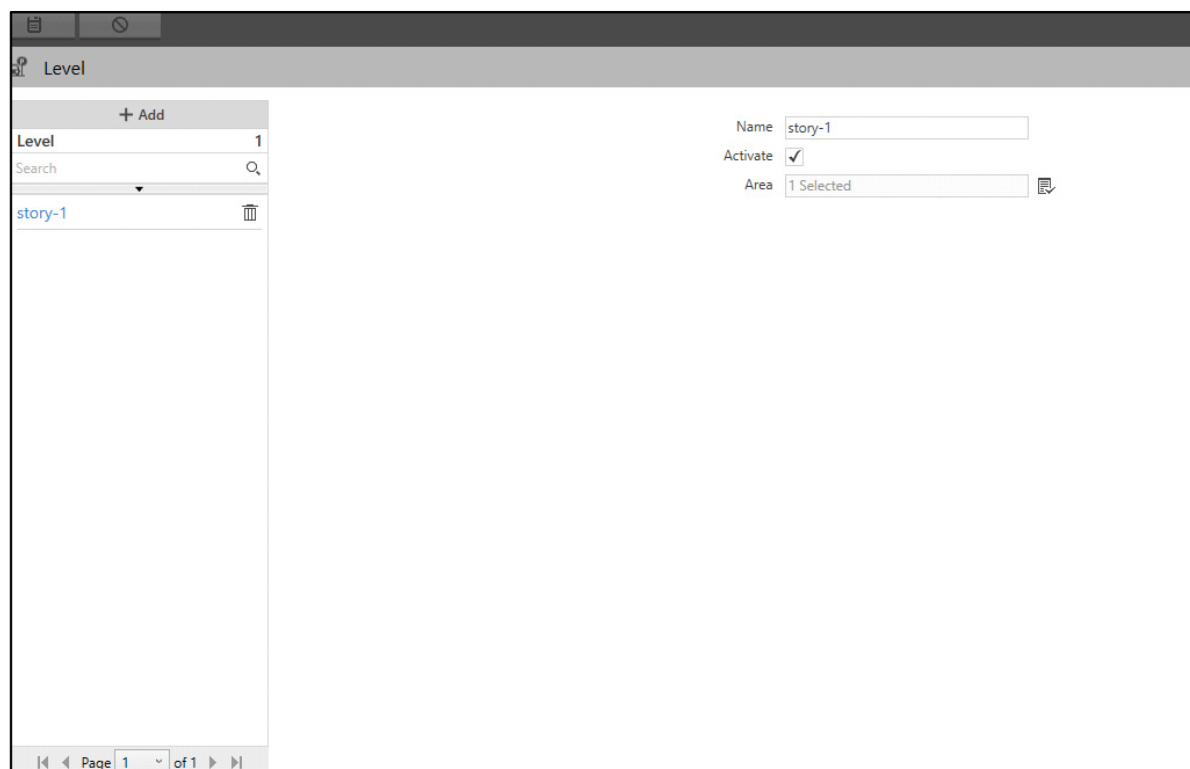 Level
+ Add
Level 1
Search
story-1
Page 1 of 1
Name story-1
Activate
Area 1 Selected